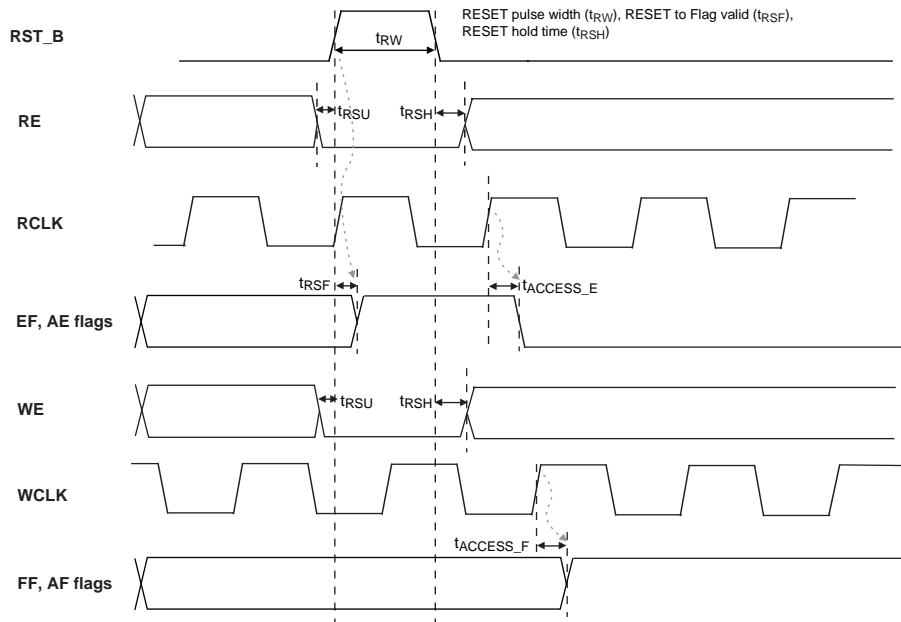 RESET pulse width (tRW), RESET to Flag valid (tRSF),
RESET hold time (tRSH)
RST_B
tRW
RE
tRSU
tRSH
RCLK
tRSF
tACCESS_E
EF, AE flags
WE
tRSU
tRSH
WCLK
tACCESS_F
FF, AF flags